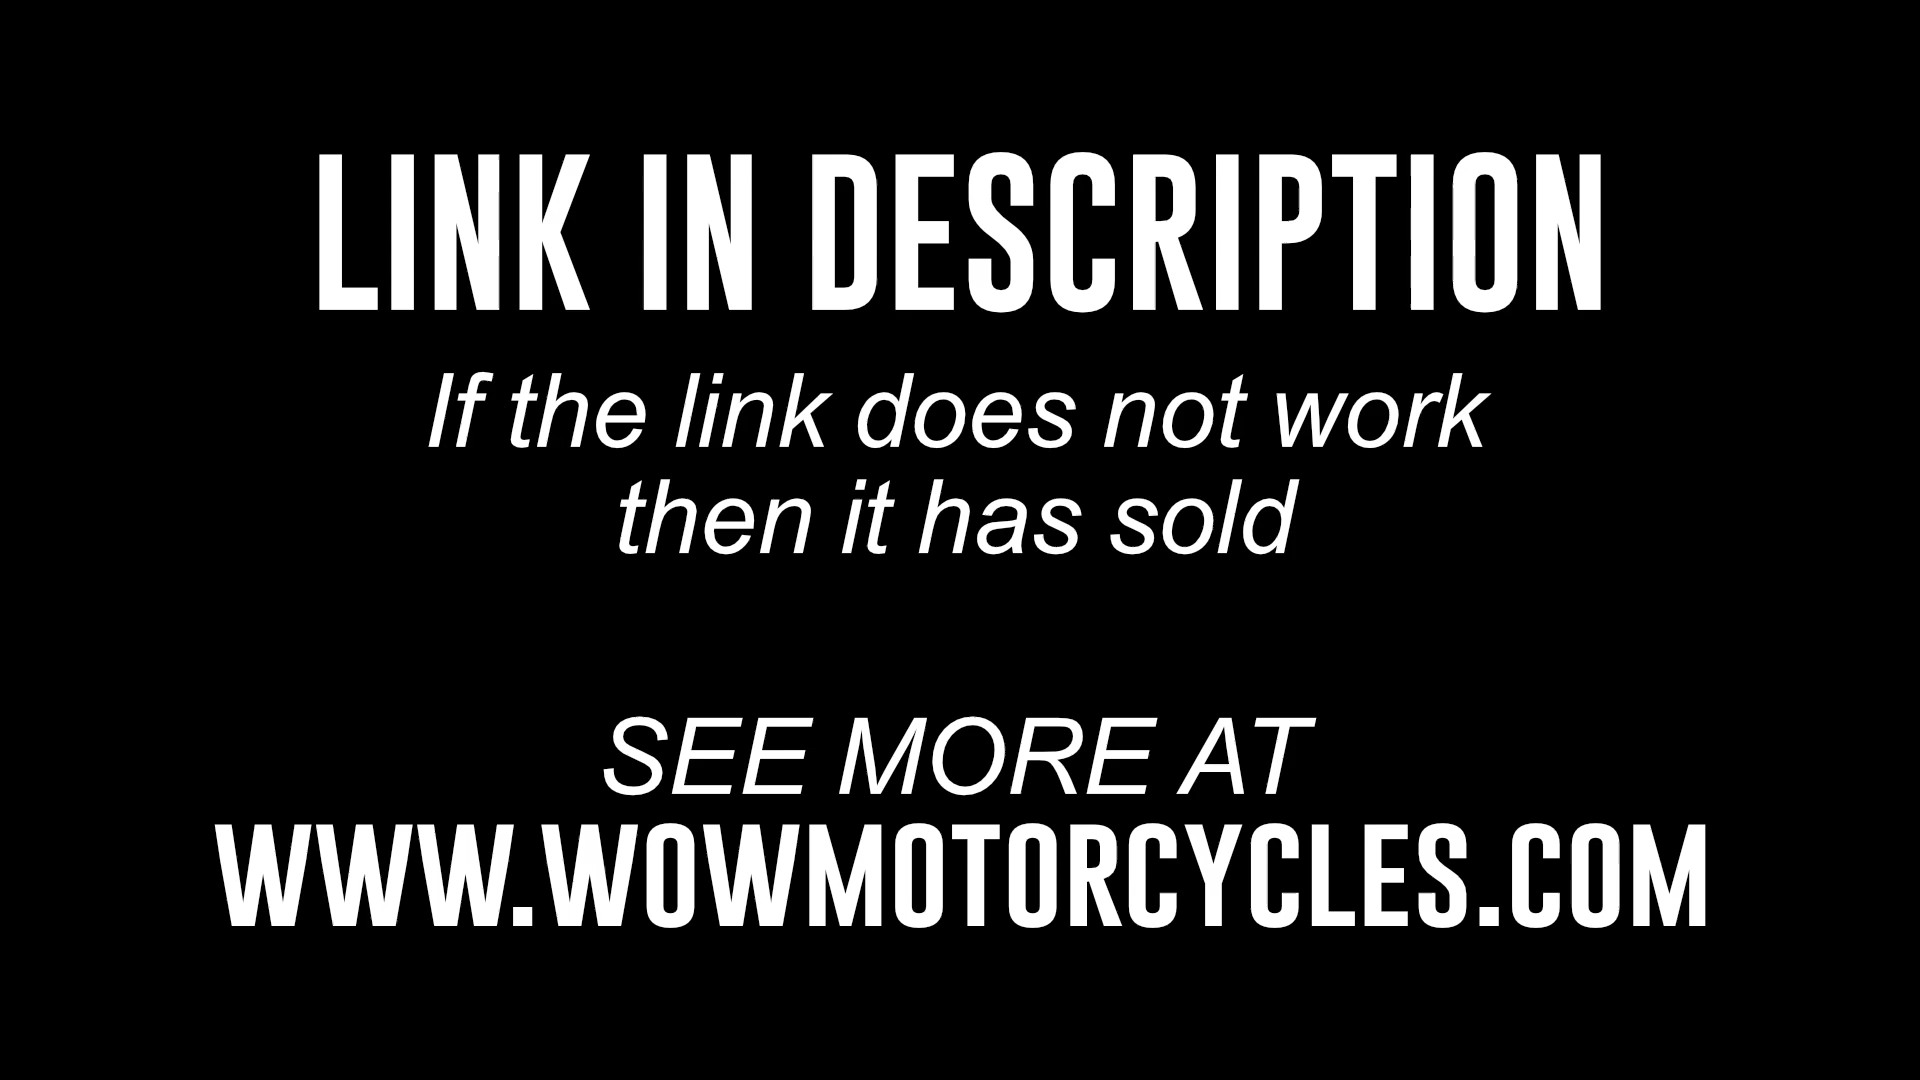 LINK IN DESCRIPTION
If the link does not work
then it has sold
SEE MORE AT
WWW.WOWMOTORCYCLES.COM